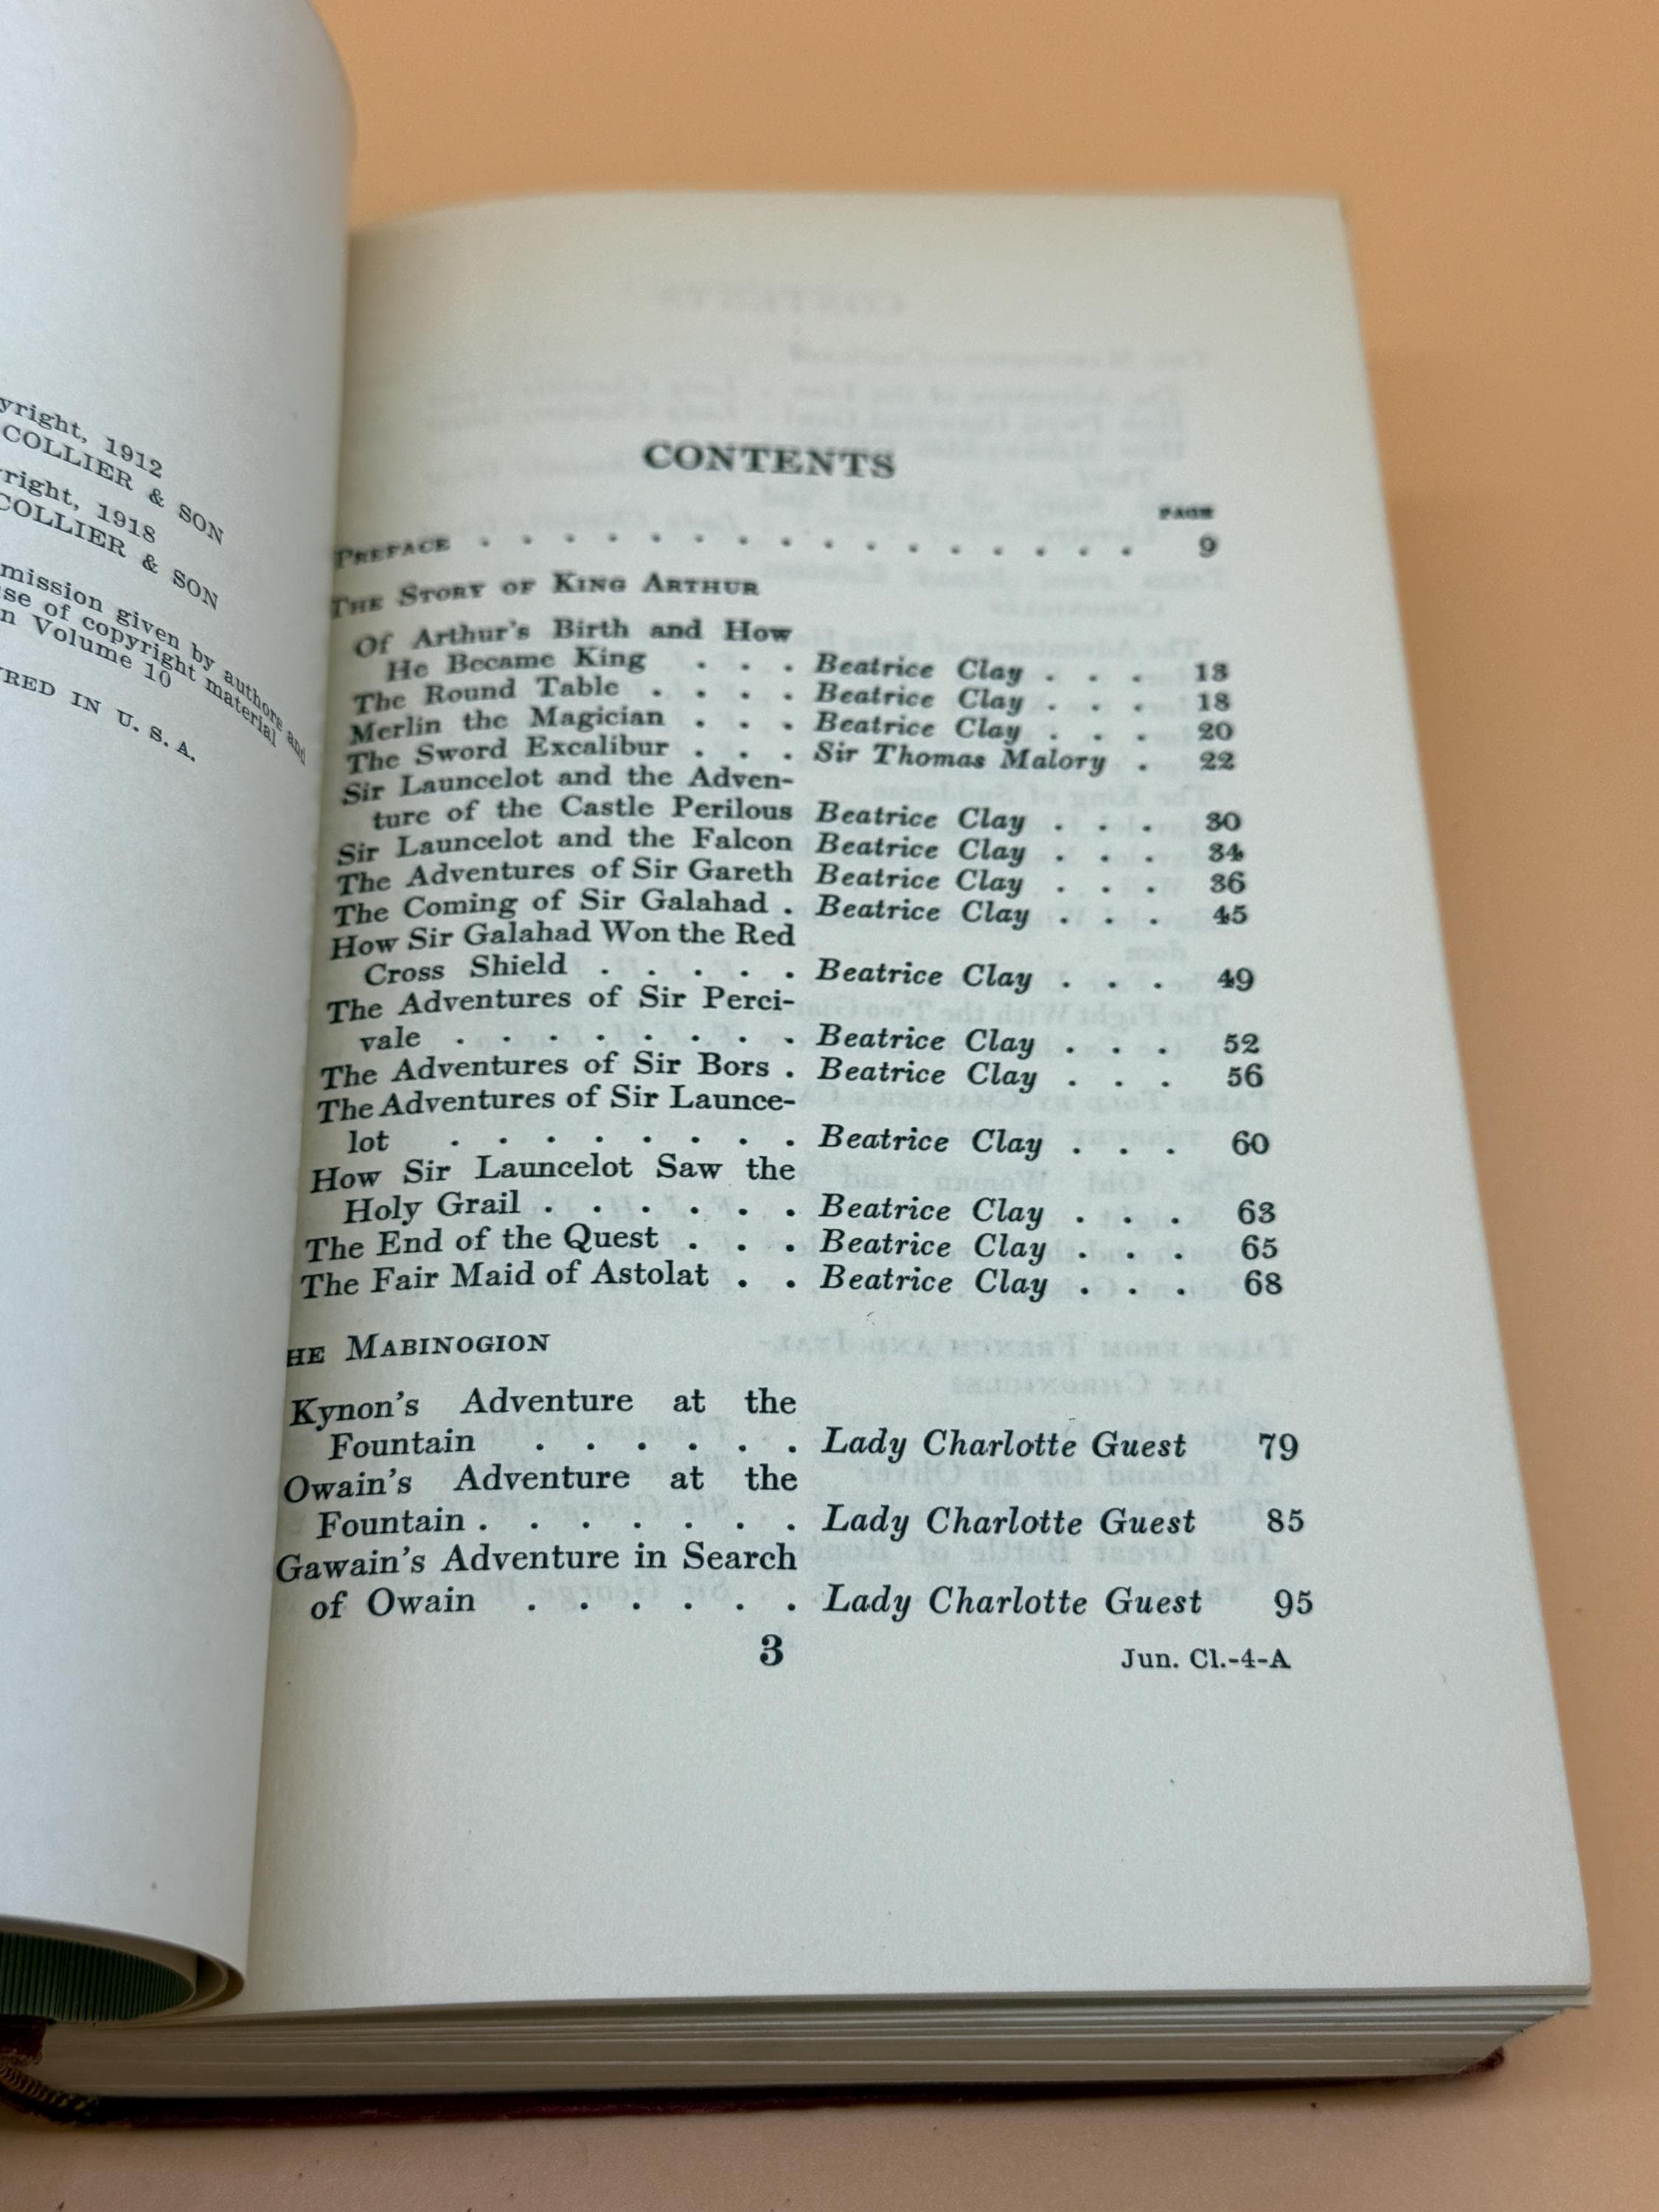 yright, 1912
COLLIER & SON
right, 1918
COLLIER & SON
mission given by authors and
se of copyright material
n Volume 10
RED IN U. S. A.
CONTENTS
PAGE
PREFACE . . . . . . . . . . . . . . . . 9
THE STORY OF KING ARTHUR
Of Arthur's Birth and How
He Became King . . . Beatrice Clay . . . 13
The Round Table . . . . Beatrice Clay . . . 18
Merlin the Magician . . . Beatrice Clay . . . 20
The Sword Excalibur . . . Sir Thomas Malory . 22
Sir Launcelot and the Adven-
ture of the Castle Perilous Beatrice Clay . . . 30
Sir Launcelot and the Falcon Beatrice Clay . . . 34
The Adventures of Sir Gareth Beatrice Clay . . . 36
The Coming of Sir Galahad . Beatrice Clay . . . 45
How Sir Galahad Won the Red
Cross Shield . . . . . Beatrice Clay . . . 49
The Adventures of Sir Perci-
vale . . . . . . . . Beatrice Clay . . . 52
The Adventures of Sir Bors . Beatrice Clay . . . 56
The Adventures of Sir Launce-
lot . . . . . . . . Beatrice Clay . . . 60
How Sir Launcelot Saw the
Holy Grail . . . . . . Beatrice Clay . . . 63
The End of the Quest . . . Beatrice Clay . . . 65
The Fair Maid of Astolat . . Beatrice Clay . . . 68
HE MABINOGION
Kynon's Adventure at the
Fountain . . . . . . Lady Charlotte Guest 79
Owain's Adventure at the
Fountain . . . . . . . Lady Charlotte Guest 85
Gawain's Adventure in Search
of Owain . . . . . . Lady Charlotte Guest 95
3 Jun. Cl.-4-A